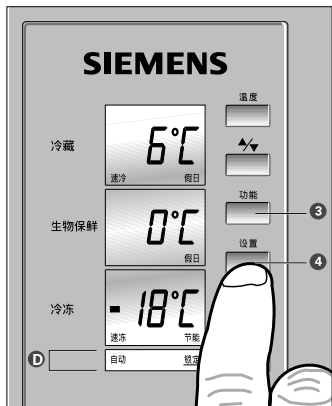 SIEMENS
温度
冷藏
6°C
速冷 假日
功能
生物保鲜
0°C
假日
设置
冷冻
-18°C
速冻 节能
自动 锁定
3
4
D